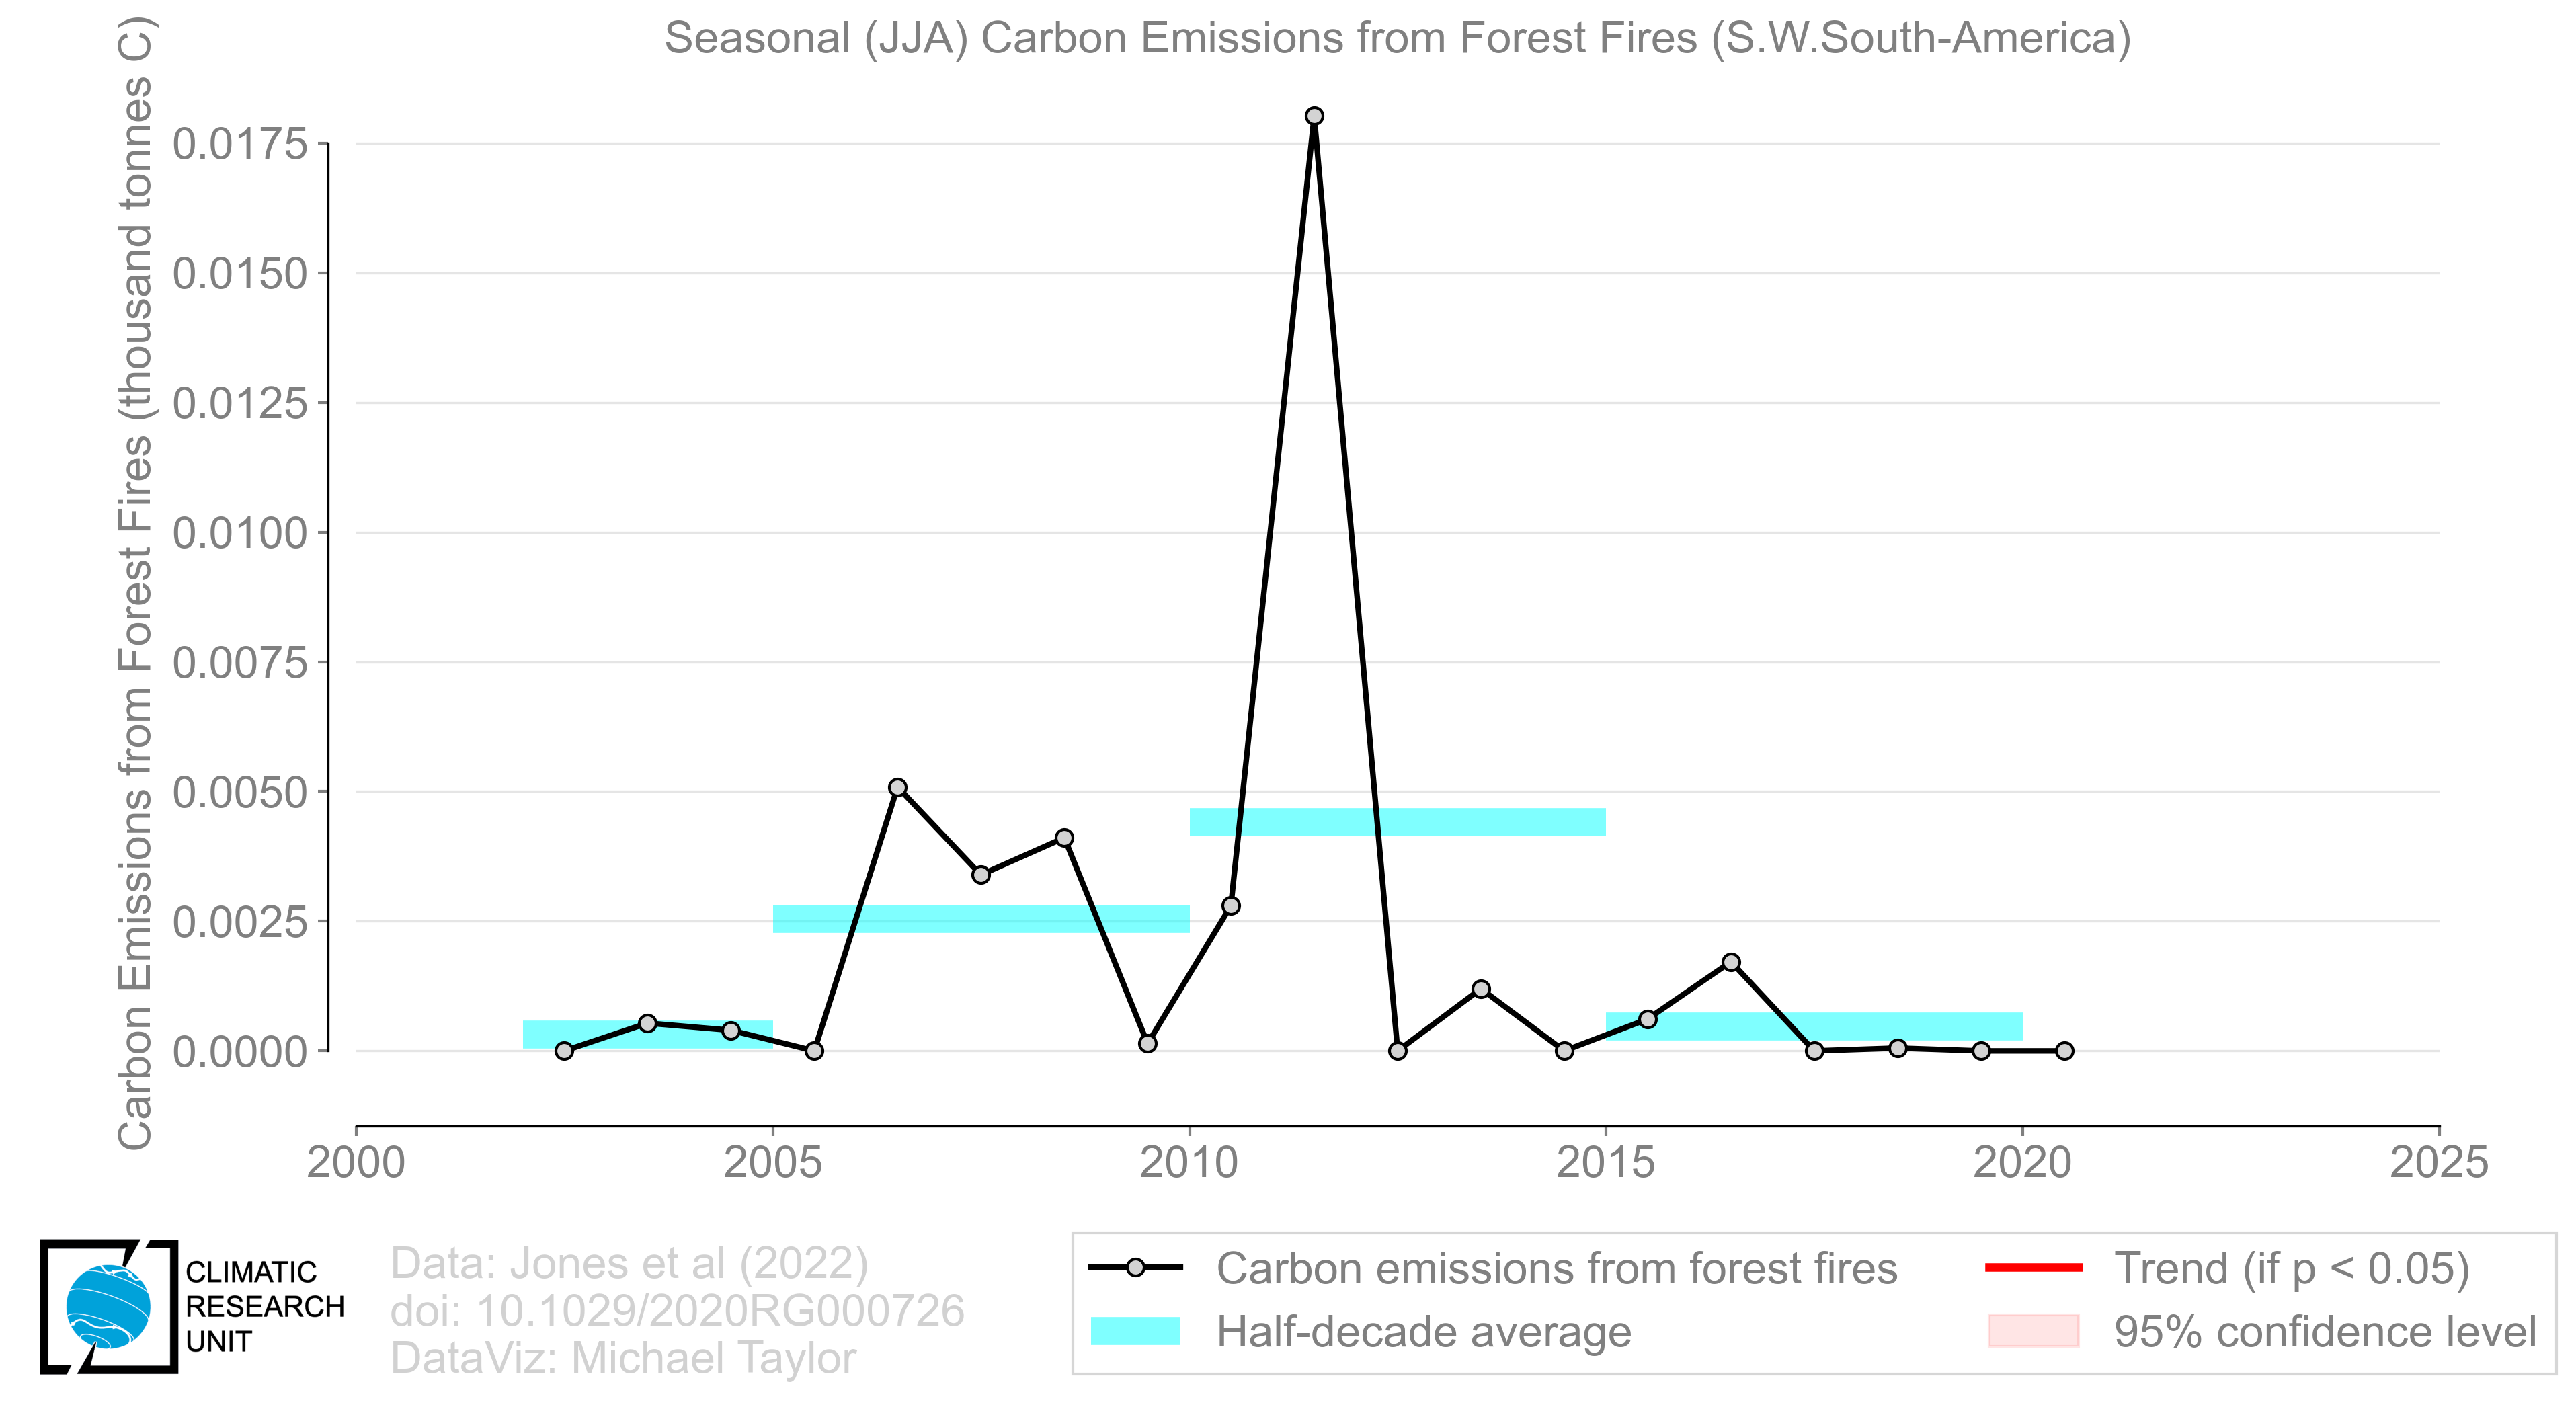 Seasonal (JJA) Carbon Emissions from Forest Fires (S.W.South-America)
Carbon Emissions from Forest Fires (thousand tonnes C)
0.0175
0.0150
0.0125
0.0100
0.0075
0.0050
0.0025
0.0000
2000 2005 2010 2015 2020 2025
CLIMATIC
RESEARCH
UNIT
Data: Jones et al (2022)
doi: 10.1029/2020RG000726
DataViz: Michael Taylor
Carbon emissions from forest fires
Half-decade average
Trend (if p < 0.05)
95% confidence level